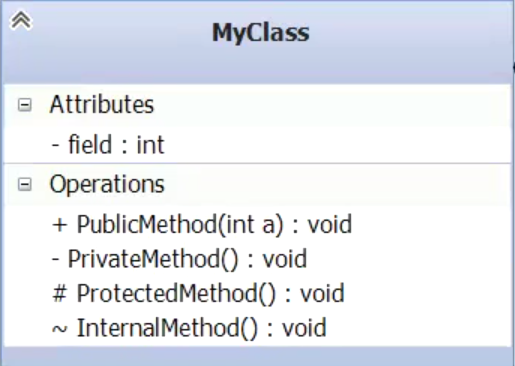 MyClass
Attributes
- field : int
Operations
+ PublicMethod(int a) : void
- PrivateMethod() : void
# ProtectedMethod() : void
~ InternalMethod() : void